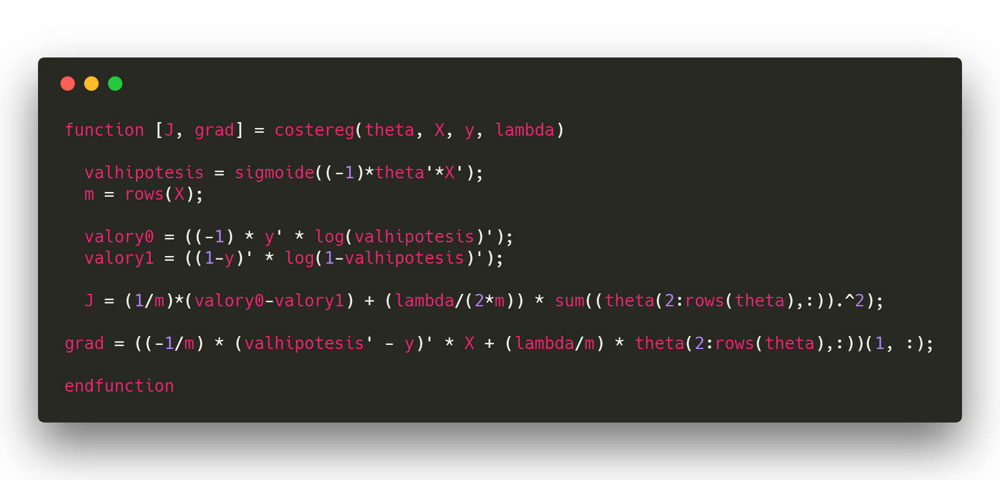 function [J, grad] = costereg(theta, X, y, lambda)
valhipotesis = sigmoide((-1)*theta'*X');
m = rows(X);
valory0 = ((-1) * y' * log(valhipotesis)');
valory1 = ((1-y)' * log(1-valhipotesis)');
J = (1/m)*(valory0-valory1) + (lambda/(2*m)) * sum((theta(2:rows(theta),:)).^2);
grad = ((-1/m) * (valhipotesis' - y)' * X + (lambda/m) * theta(2:rows(theta),:))(1, :);
endfunction